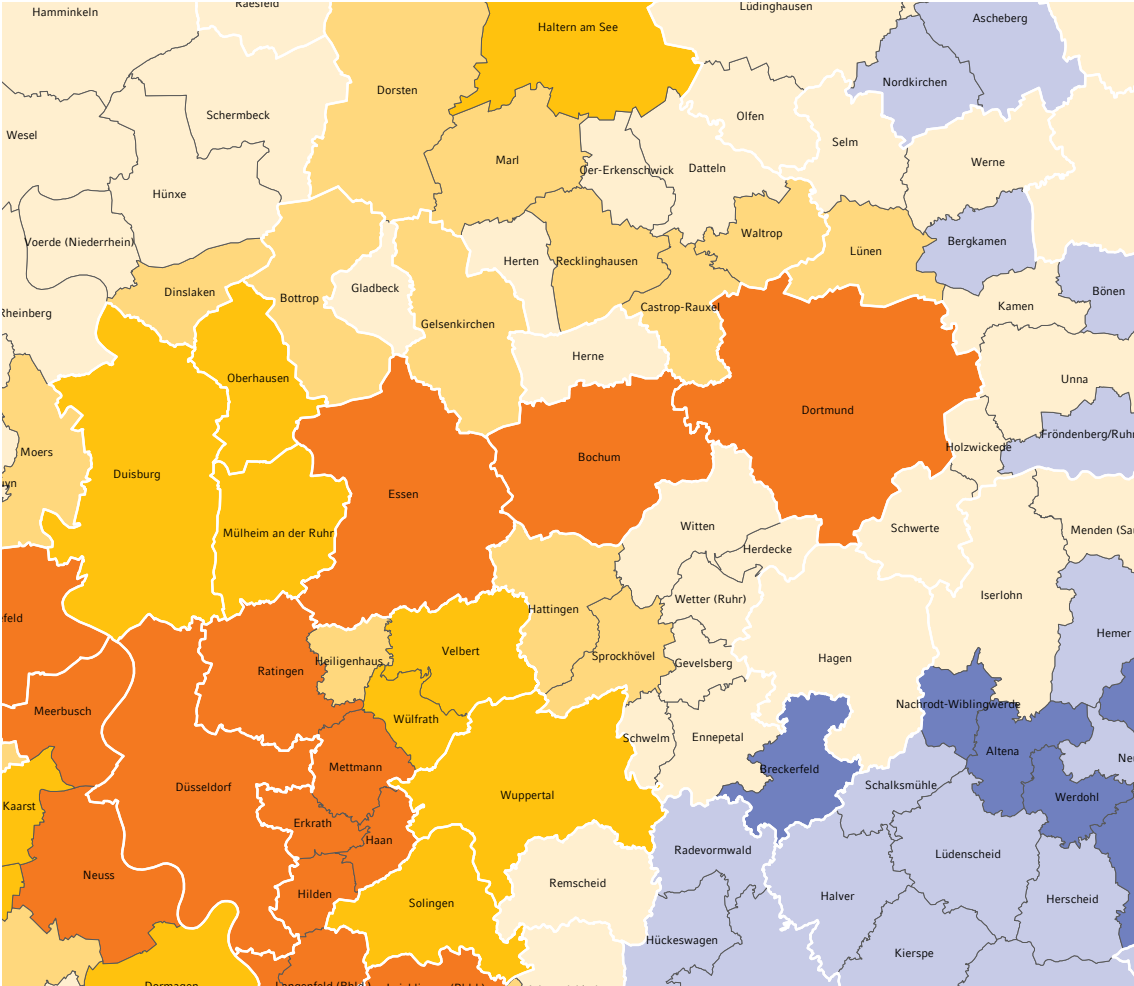 Hamminkeln
Raesfeld
Haltern am See
Lüdinghausen
Ascheberg
Dorsten
Nordkirchen
Schermbeck
Olfen
Wesel
Selm
Marl
Oer-Erkenschwick
Datteln
Werne
Hünxe
Voerde (Niederrhein)
Waltrop
Bergkamen
Lünen
Herten
Recklinghausen
Dinslaken
Gladbeck
Bönen
Bottrop
Castrop-Rauxel
Kamen
Rheinberg
Gelsenkirchen
Herne
Oberhausen
Unna
Dortmund
Fröndenberg/Ruhr
Holzwickede
Moers
Bochum
Duisburg
Essen
Witten
Schwerte
Menden (Sau
Mülheim an der Ruhr
Herdecke
Iserlohn
Wetter (Ruhr)
Hattingen
efeld
Hemer
Velbert
Sprockhövel
Hagen
Heiligenhaus
Gevelsberg
Ratingen
Nachrodt-Wiblingwerde
Meerbusch
Wülfrath
Schwelm
Ennepetal
Altena
Neu
Mettmann
Breckerfeld
Düsseldorf
Schalksmühle
Wuppertal
Werdohl
Kaarst
Erkrath
Haan
Radevormwald
Lüdenscheid
Neuss
Remscheid
Hilden
Halver
Herscheid
Solingen
Hückeswagen
Kierspe
Dormagen